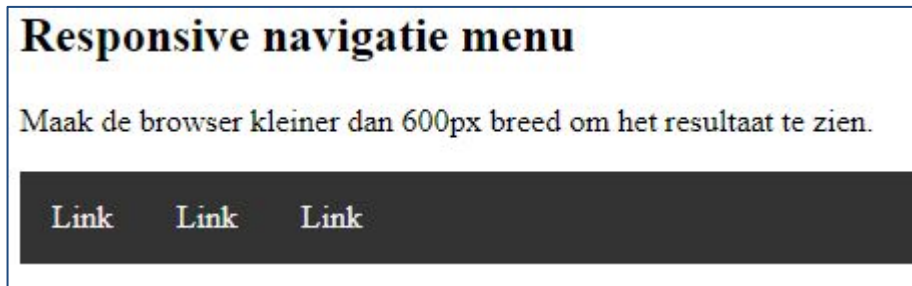 Responsive navigatie menu
Maak de browser kleiner dan 600px breed om het resultaat te zien.
Link Link Link